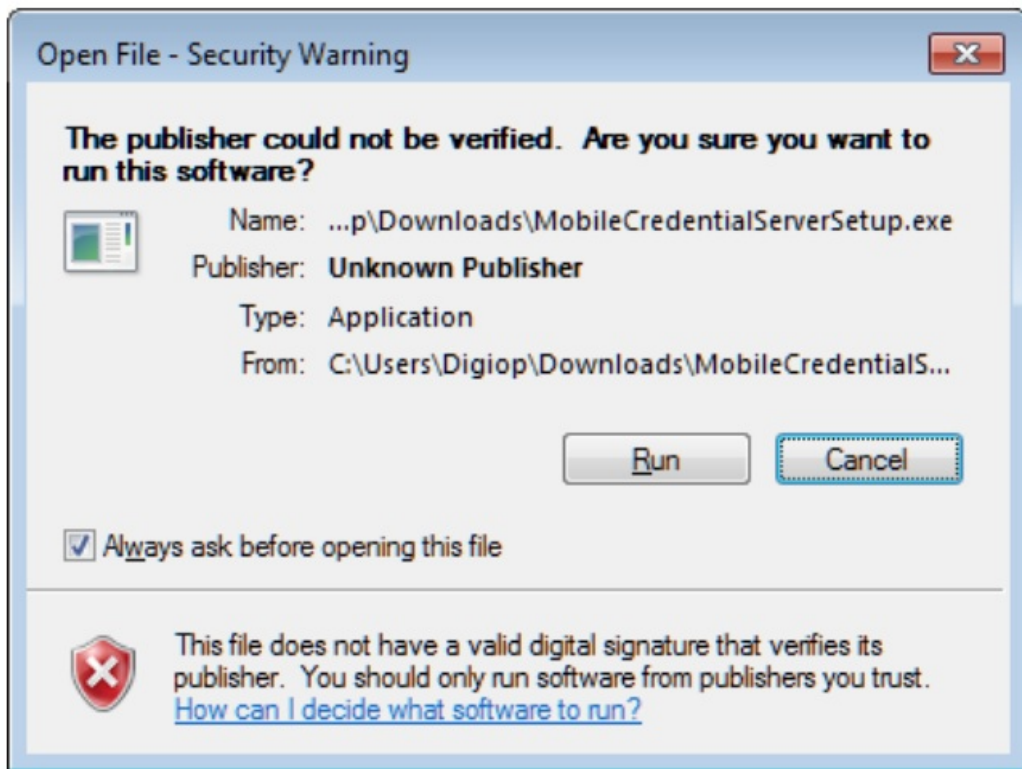 Open File - Security Warning
The publisher could not be verified.  Are you sure you want to
run this software?
Name: ...p\Downloads\MobileCredentialServerSetup.exe
Publisher: Unknown Publisher
Type: Application
From: C:\Users\Digiop\Downloads\MobileCredentialS...
Run Cancel
Always ask before opening this file
This file does not have a valid digital signature that verifies its
publisher.  You should only run software from publishers you trust.
How can I decide what software to run?